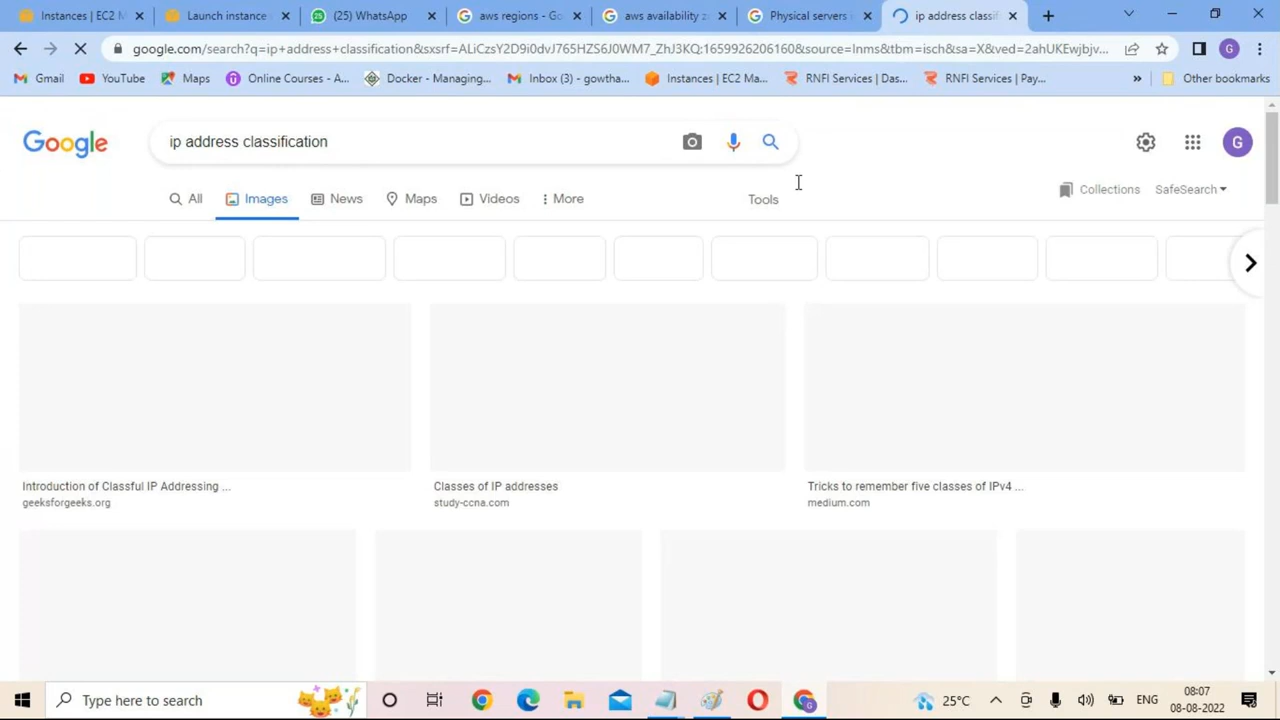 Instances | EC2 M
Launch instance
(25) WhatsApp
aws regions - Go
aws availability z
Physical servers i
ip address classif
google.com/search?q=ip+address+classification&sxsrf=ALiCzsY2D9i0dvJ765HZS6J0WM7_ZhJ3KQ:1659926206160&source=lnms&tbm=isch&sa=X&ved=2ahUKEwjbjv...
G
Gmail
YouTube
Maps
Online Courses - A...
Docker - Managing...
Inbox (3) - gowtha...
Instances | EC2 Ma...
RNFI Services | Das...
RNFI Services | Pay...
»
Other bookmarks
Google
ip address classification
G
All
Images
News
Maps
Videos
More
Tools
Collections
SafeSearch
Introduction of Classful IP Addressing ...
geeksforgeeks.org
Classes of IP addresses
study-ccna.com
Tricks to remember five classes of IPv4 ...
medium.com
Type here to search
25°C
ENG
08:07
08-08-2022